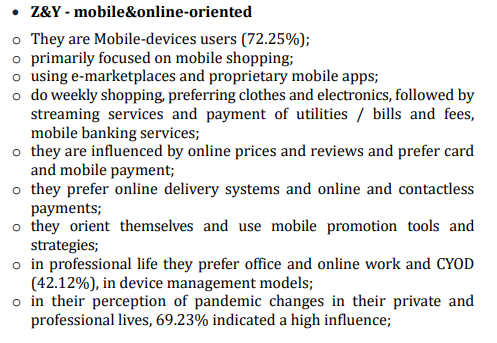 • Z&Y - mobile&online-oriented
o They are Mobile-devices users (72.25%);
o primarily focused on mobile shopping;
o using e-marketplaces and proprietary mobile apps;
o do weekly shopping, preferring clothes and electronics, followed by
streaming services and payment of utilities / bills and fees,
mobile banking services;
o they are influenced by online prices and reviews and prefer card
and mobile payment;
o they prefer online delivery systems and online and contactless
payments;
o they orient themselves and use mobile promotion tools and
strategies;
o in professional life they prefer office and online work and CYOD
(42.12%), in device management models;
o in their perception of pandemic changes in their private and
professional lives, 69.23% indicated a high influence;